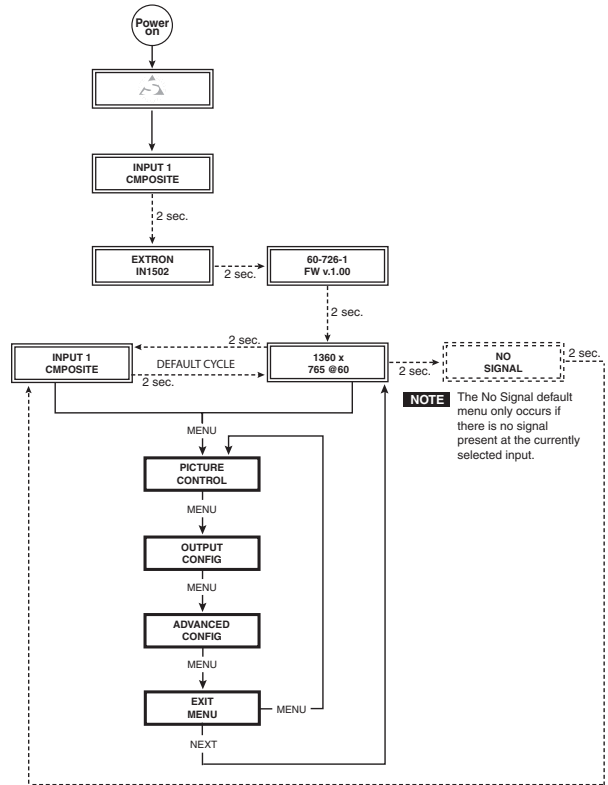 Power
on
INPUT 1
CMPOSITE
2 sec.
EXTRON
IN1502
2 sec.
60-726-1
FW v.1.00
2 sec.
INPUT 1
CMPOSITE
2 sec.
DEFAULT CYCLE
2 sec.
1360 x
765 @60
2 sec.
NO
SIGNAL
2 sec.
NOTE The No Signal default
menu only occurs if
there is no signal
present at the currently
selected input.
MENU
PICTURE
CONTROL
MENU
OUTPUT
CONFIG
MENU
ADVANCED
CONFIG
MENU
EXIT
MENU
MENU
NEXT